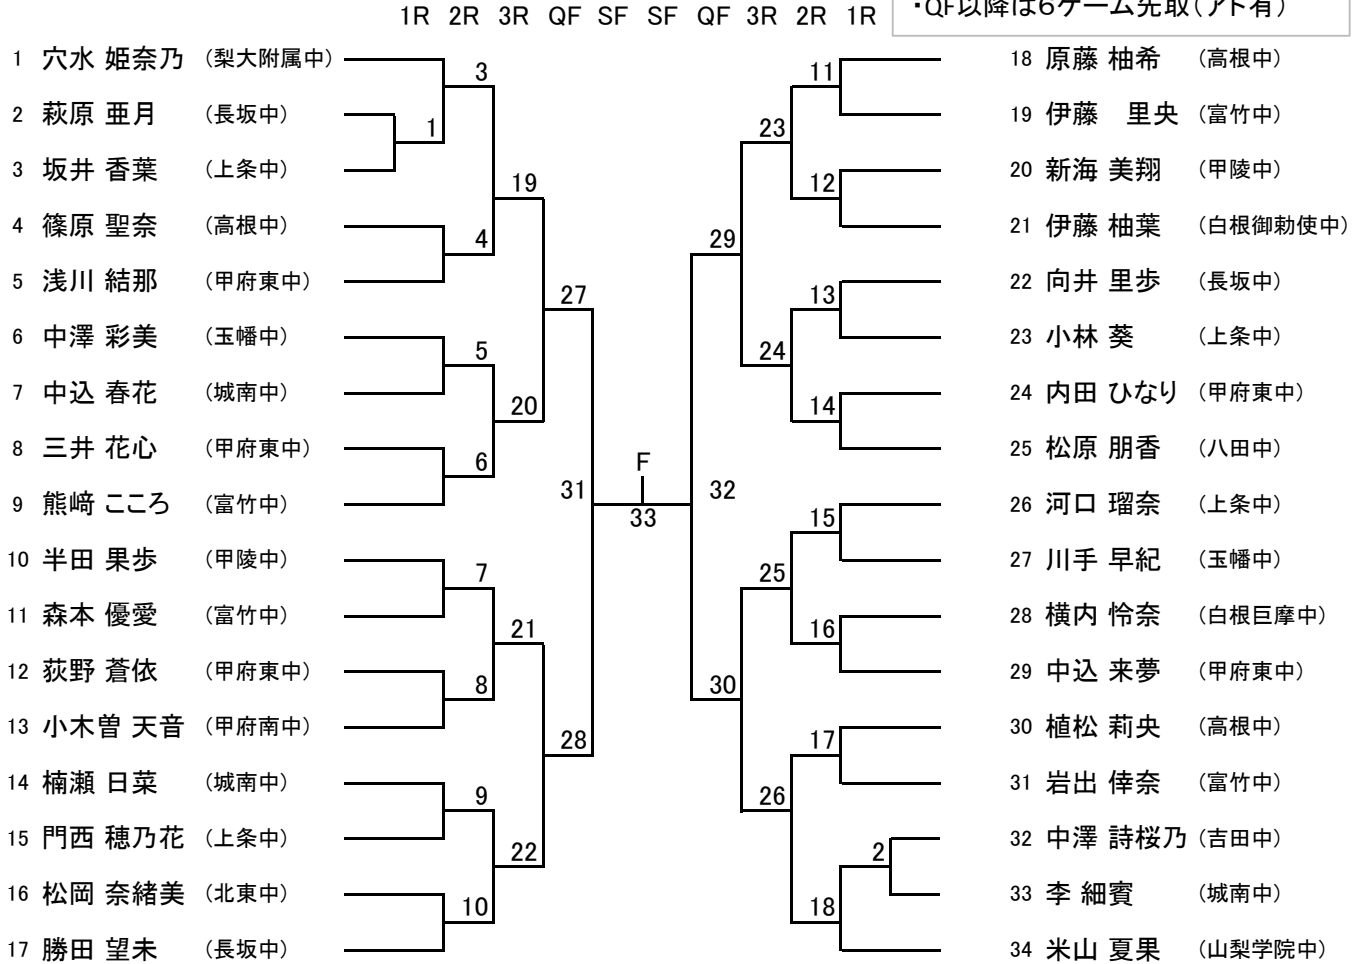 ・QF以降は6ゲーム先取(アド有)
1R 2R 3R QF SF SF QF 3R 2R 1R
1 穴水 姫奈乃 (梨大附属中)
2 萩原 亜月 (長坂中)
3 坂井 香葉 (上条中)
4 篠原 聖奈 (高根中)
5 浅川 結那 (甲府東中)
6 中澤 彩美 (玉幡中)
7 中込 春花 (城南中)
8 三井 花心 (甲府東中)
9 熊﨑 こころ (富竹中)
10 半田 果歩 (甲陵中)
11 森本 優愛 (富竹中)
12 荻野 蒼依 (甲府東中)
13 小木曽 天音 (甲府南中)
14 楠瀬 日菜 (城南中)
15 門西 穂乃花 (上条中)
16 松岡 奈緒美 (北東中)
17 勝田 望未 (長坂中)
3
1
19
4
27
5
20
6
31
7
21
8
28
9
22
10
F
33
11
23
12
29
13
24
14
32
15
25
16
30
17
26
2
18
18 原藤 柚希 (高根中)
19 伊藤 里央 (富竹中)
20 新海 美翔 (甲陵中)
21 伊藤 柚葉 (白根御勅使中)
22 向井 里歩 (長坂中)
23 小林 葵 (上条中)
24 内田 ひなり (甲府東中)
25 松原 朋香 (八田中)
26 河口 瑠奈 (上条中)
27 川手 早紀 (玉幡中)
28 横内 怜奈 (白根巨摩中)
29 中込 来夢 (甲府東中)
30 植松 莉央 (高根中)
31 岩出 倖奈 (富竹中)
32 中澤 詩桜乃 (吉田中)
33 李 細賓 (城南中)
34 米山 夏果 (山梨学院中)